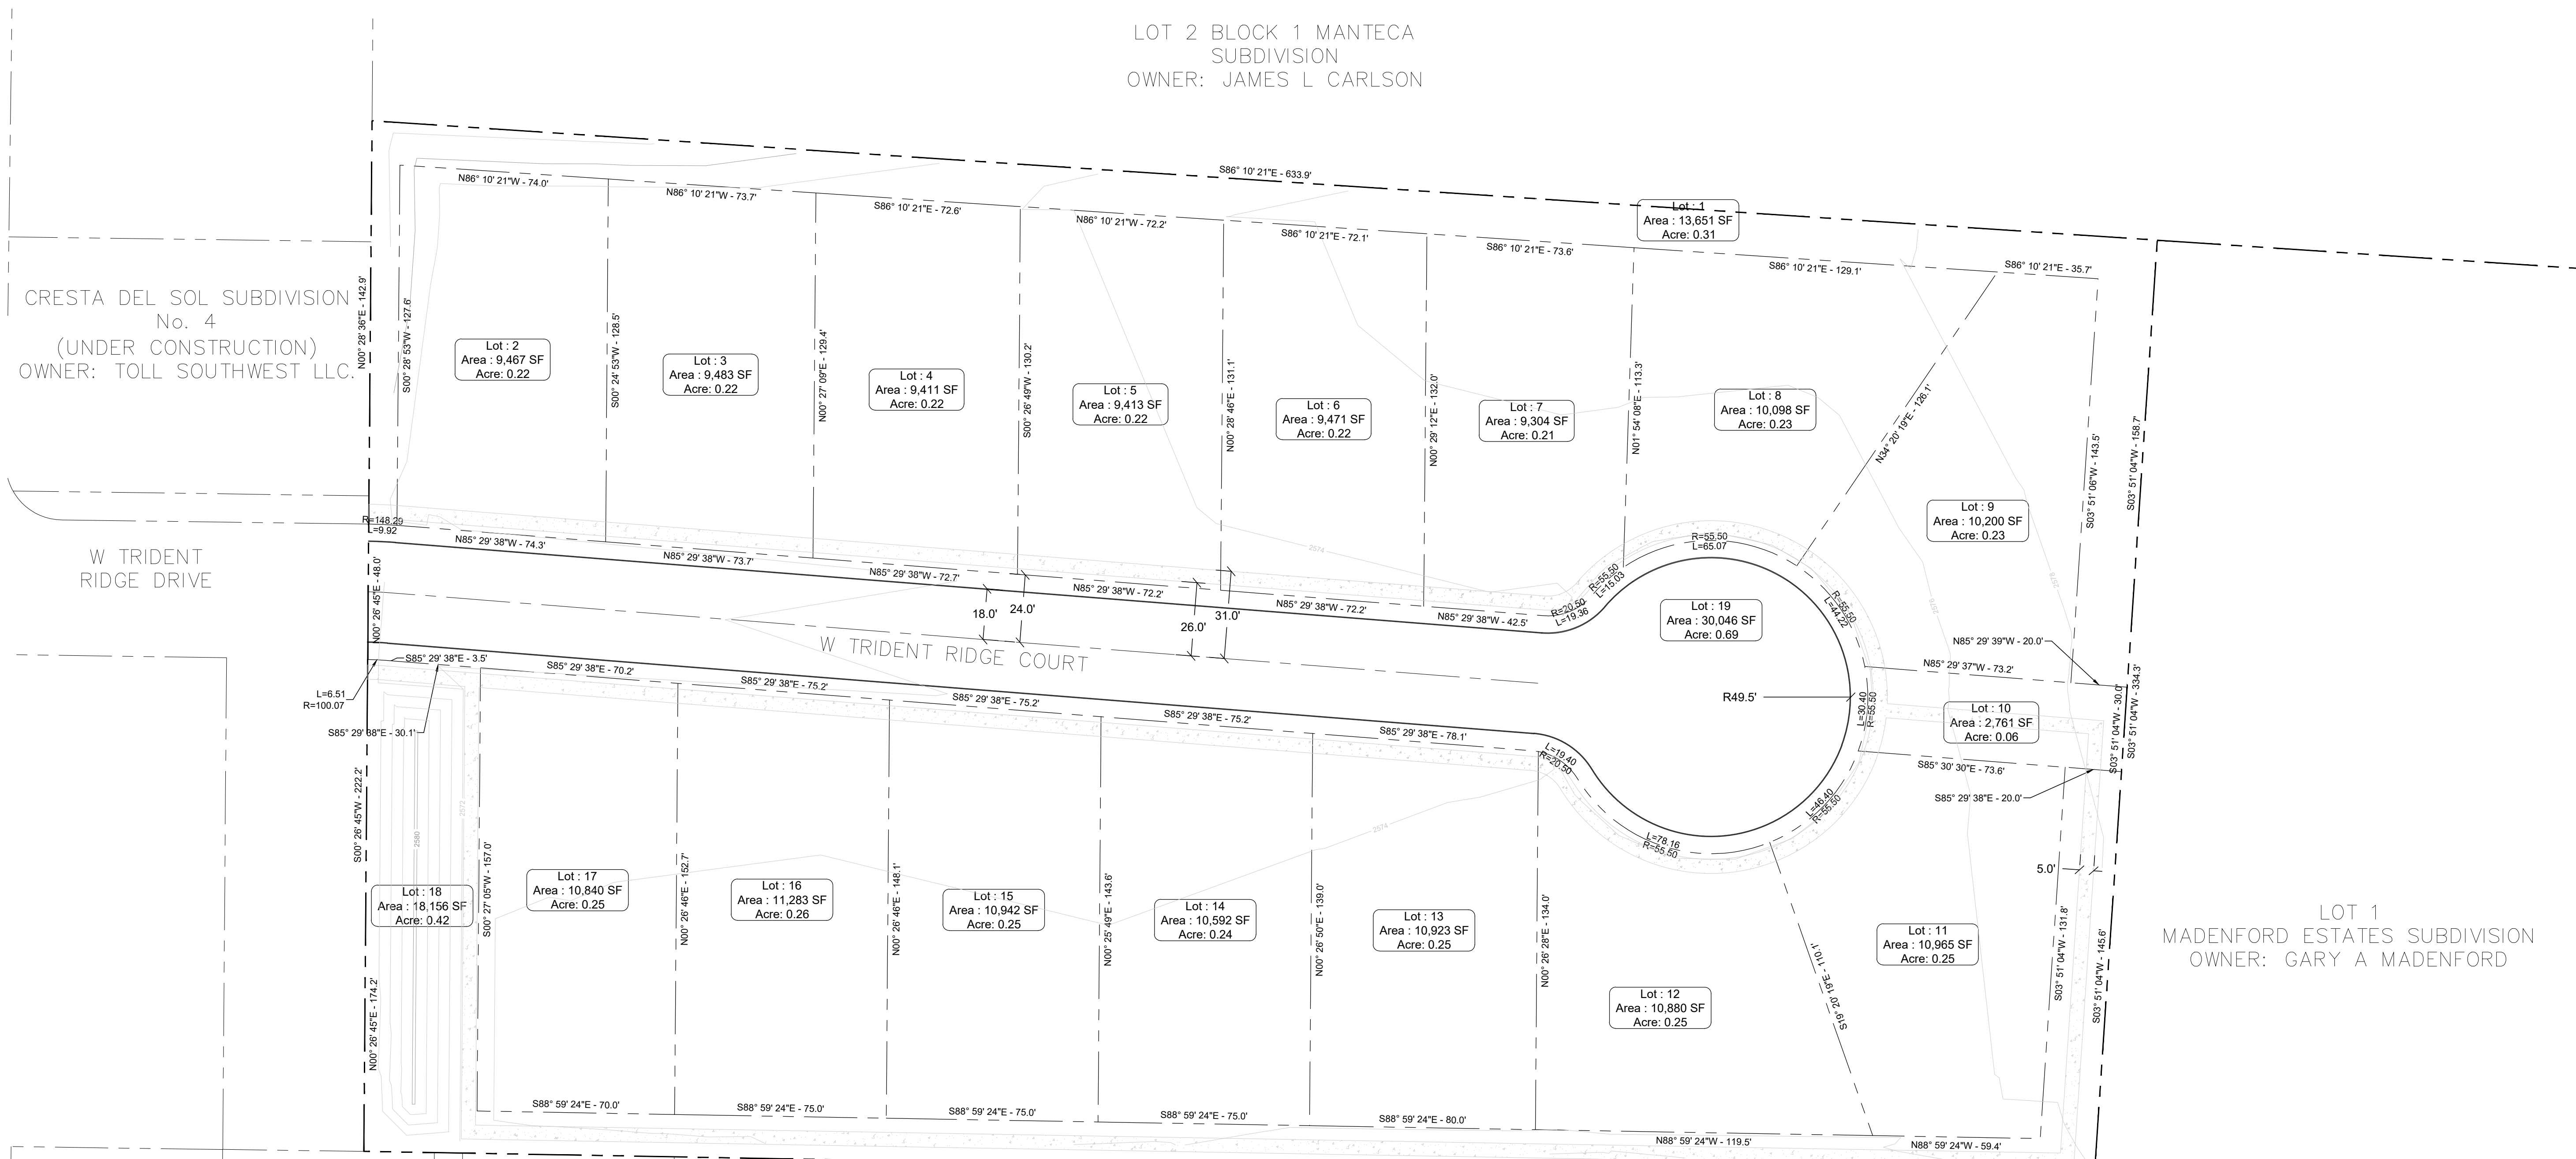 LOT 2 BLOCK 1 MANTECA
SUBDIVISION
OWNER: JAMES L CARLSON
S86° 10' 21"E - 633.9'
N86° 10' 21"W - 74.0'
N86° 10' 21"W - 73.7'
S86° 10' 21"E - 72.6'
N86° 10' 21"W - 72.2'
S86° 10' 21"E - 72.1'
S86° 10' 21"E - 73.6'
S86° 10' 21"E - 129.1'
S86° 10' 21"E - 35.7'
Lot : 1
Area : 13,651 SF
Acre: 0.31
CRESTA DEL SOL SUBDIVISION
No. 4
(UNDER CONSTRUCTION)
OWNER: TOLL SOUTHWEST LLC.
N00° 28' 36"E - 142.9'
S00° 28' 53"W - 127.6'
Lot : 2
Area : 9,467 SF
Acre: 0.22
S00° 24' 53"W - 128.5'
Lot : 3
Area : 9,483 SF
Acre: 0.22
N00° 27' 09"E - 129.4'
Lot : 4
Area : 9,411 SF
Acre: 0.22
S00° 26' 49"W - 130.2'
Lot : 5
Area : 9,413 SF
Acre: 0.22
N00° 28' 46"E - 131.1'
Lot : 6
Area : 9,471 SF
Acre: 0.22
N00° 29' 12"E - 132.0'
Lot : 7
Area : 9,304 SF
Acre: 0.21
N01° 54' 08"E - 113.3'
Lot : 8
Area : 10,098 SF
Acre: 0.23
N34° 20' 19"E - 126.1'
Lot : 9
Area : 10,200 SF
Acre: 0.23
S03° 51' 06"W - 143.5'
S03° 51' 04"W - 158.7'
2578
2576
2574
W TRIDENT
RIDGE DRIVE
R=148.29
L=9.92
N85° 29' 38"W - 74.3'
N85° 29' 38"W - 73.7'
N85° 29' 38"W - 72.7'
N85° 29' 38"W - 72.2'
N85° 29' 38"W - 72.2'
N85° 29' 38"W - 42.5'
R=20.50
L=19.36
R=55.50
L=15.03
R=55.50
L=65.07
R=55.50
L=44.22
N00° 26' 45"E - 48.0'
18.0'
24.0'
26.0'
31.0'
W TRIDENT RIDGE COURT
Lot : 19
Area : 30,046 SF
Acre: 0.69
R49.5'
L=30.40
R=55.50
N85° 29' 39"W - 20.0'
N85° 29' 37"W - 73.2'
Lot : 10
Area : 2,761 SF
Acre: 0.06
S03° 51' 04"W - 30.0'
S03° 51' 04"W - 334.3'
S85° 30' 30"E - 73.6'
S85° 29' 38"E - 20.0'
S85° 29' 38"E - 3.5'
L=6.51
R=100.07
S85° 29' 38"E - 30.1'
S85° 29' 38"E - 70.2'
S85° 29' 38"E - 75.2'
S85° 29' 38"E - 75.2'
S85° 29' 38"E - 75.2'
S85° 29' 38"E - 78.1'
L=19.40
R=20.50
L=78.16
R=55.50
L=46.40
R=55.50
S00° 26' 45"W - 222.2'
N00° 26' 45"E - 174.2'
2580
2572
Lot : 18
Area : 18,156 SF
Acre: 0.42
S00° 27' 05"W - 157.0'
Lot : 17
Area : 10,840 SF
Acre: 0.25
N00° 26' 46"E - 152.7'
Lot : 16
Area : 11,283 SF
Acre: 0.26
N00° 26' 46"E - 148.1'
Lot : 15
Area : 10,942 SF
Acre: 0.25
N00° 25' 49"E - 143.6'
Lot : 14
Area : 10,592 SF
Acre: 0.24
N00° 26' 50"E - 139.0'
Lot : 13
Area : 10,923 SF
Acre: 0.25
2574
N00° 26' 28"E - 134.0'
Lot : 12
Area : 10,880 SF
Acre: 0.25
S19° 20' 19"E - 110.1'
Lot : 11
Area : 10,965 SF
Acre: 0.25
S03° 51' 04"W - 131.8'
5.0'
S03° 51' 04"W - 145.6'
LOT 1
MADENFORD ESTATES SUBDIVISION
OWNER: GARY A MADENFORD
S88° 59' 24"E - 70.0'
S88° 59' 24"E - 75.0'
S88° 59' 24"E - 75.0'
S88° 59' 24"E - 75.0'
S88° 59' 24"E - 80.0'
N88° 59' 24"W - 119.5'
N88° 59' 24"W - 59.4'